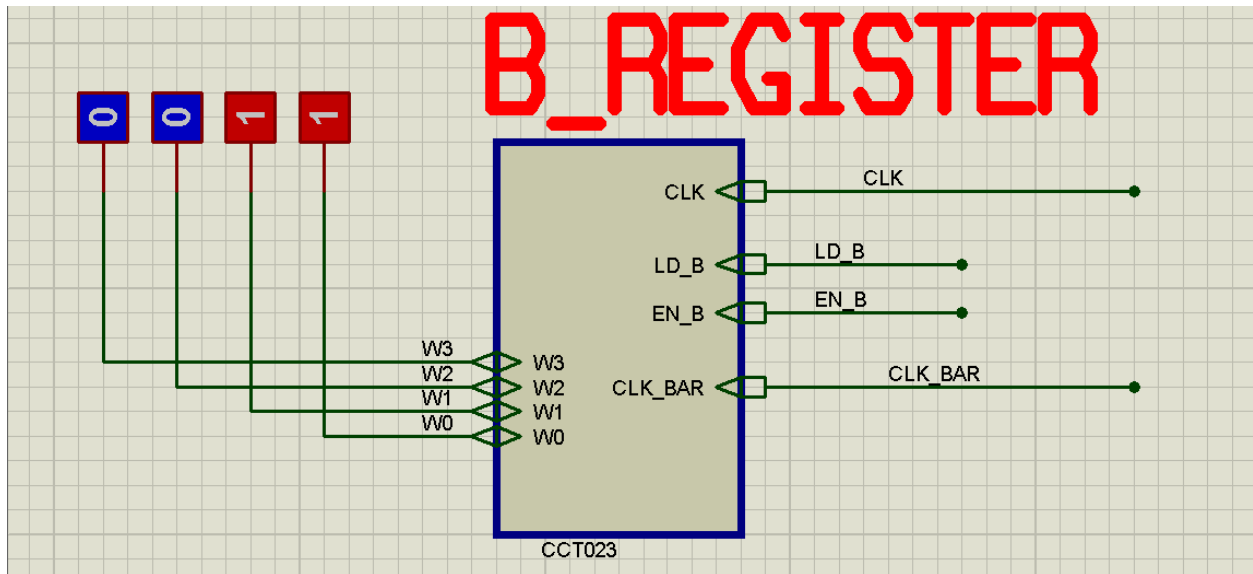 B_REGISTER
0 0 1 1
CLK CLK
LD_B LD_B
EN_B EN_B
W3 W3
W2 W2
CLK_BAR CLK_BAR
W1 W1
W0 W0
CCT023